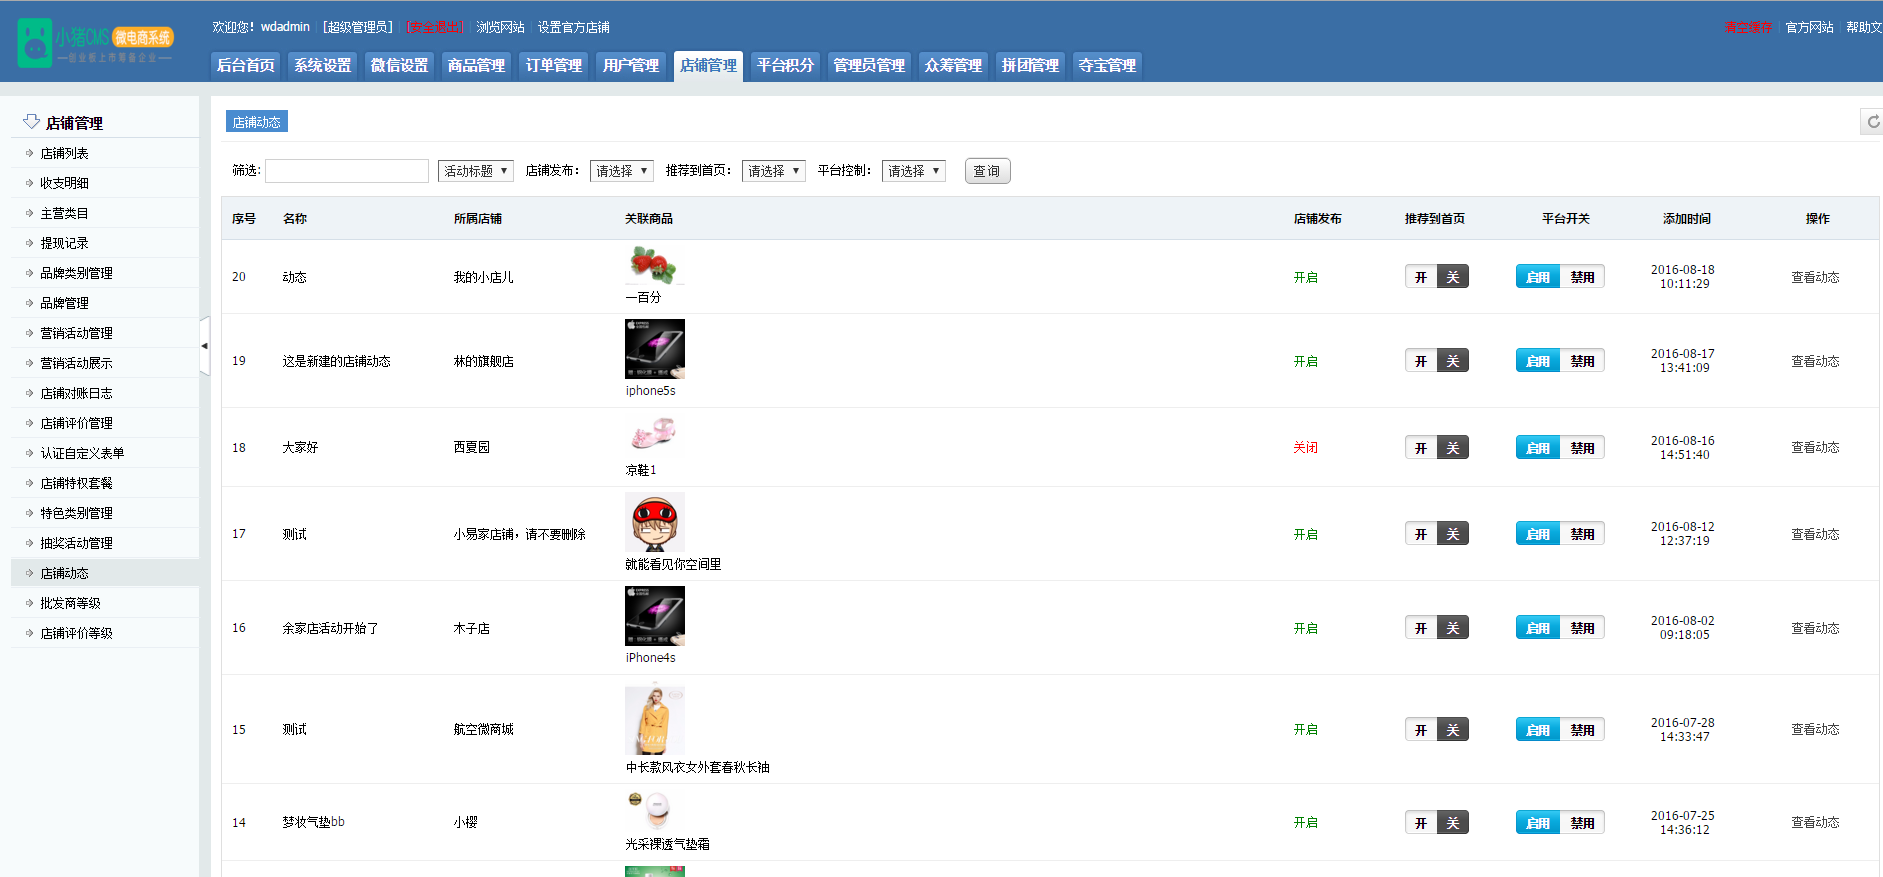 小猪CMS 微电商系统
—创业板上市筹备企业—
欢迎您！wdadmin [超级管理员] [安全退出] 浏览网站 设置官方店铺
清空缓存 官方网站 帮助文
后台首页 系统设置 微信设置 商品管理 订单管理 用户管理 店铺管理 平台积分 管理员管理 众筹管理 拼团管理 夺宝管理
店铺管理
店铺列表
收支明细
主营类目
提现记录
品牌类别管理
品牌管理
营销活动管理
营销活动展示
店铺对账日志
店铺评价管理
认证自定义表单
店铺特权套餐
特色类别管理
抽奖活动管理
店铺动态
批发商等级
店铺评价等级
店铺动态
筛选: 活动标题 店铺发布： 请选择 推荐到首页： 请选择 平台控制： 请选择 查询
序号 名称 所属店铺 关联商品 店铺发布 推荐到首页 平台开关 添加时间 操作
20 动态 我的小店儿 一百分 开启 开 关 启用 禁用 2016-08-18 10:11:29 查看动态
19 这是新建的店铺动态 林的旗舰店 iphone5s 开启 开 关 启用 禁用 2016-08-17 13:41:09 查看动态
18 大家好 西夏园 凉鞋1 关闭 开 关 启用 禁用 2016-08-16 14:51:40 查看动态
17 测试 小易家店铺，请不要删除 就能看见你空间里 开启 开 关 启用 禁用 2016-08-12 12:37:19 查看动态
16 余家店活动开始了 木子店 iPhone4s 开启 开 关 启用 禁用 2016-08-02 09:18:05 查看动态
15 测试 航空微商城 中长款风衣女外套春秋长袖 开启 开 关 启用 禁用 2016-07-28 14:33:47 查看动态
14 梦妆气垫bb 小樱 光采裸透气垫霜 开启 开 关 启用 禁用 2016-07-25 14:36:12 查看动态